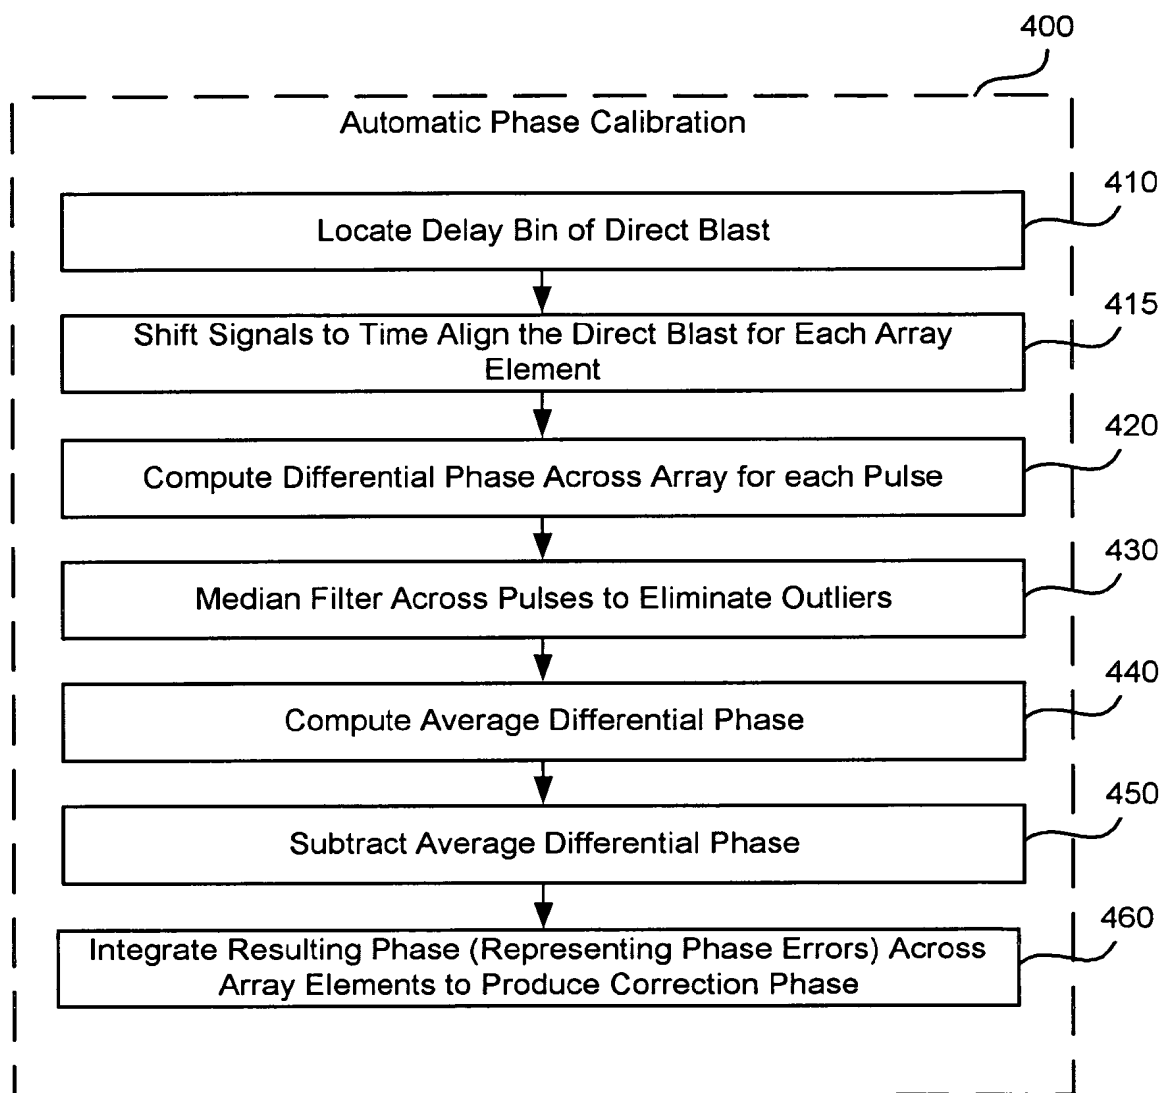 400
Automatic Phase Calibration
410
Locate Delay Bin of Direct Blast
415
Shift Signals to Time Align the Direct Blast for Each Array
Element
420
Compute Differential Phase Across Array for each Pulse
430
Median Filter Across Pulses to Eliminate Outliers
440
Compute Average Differential Phase
450
Subtract Average Differential Phase
460
Integrate Resulting Phase (Representing Phase Errors) Across
Array Elements to Produce Correction Phase